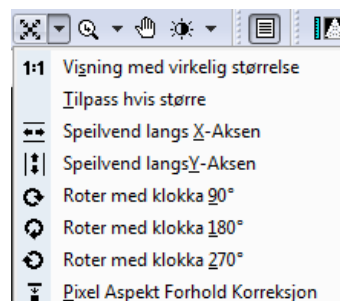 1:1 Visning med virkelig størrelse
Tilpass hvis større
Speilvend langs X-Aksen
Speilvend langsY-Aksen
Roter med klokka 90°
Roter med klokka 180°
Roter med klokka 270°
Pixel Aspekt Forhold Korreksjon